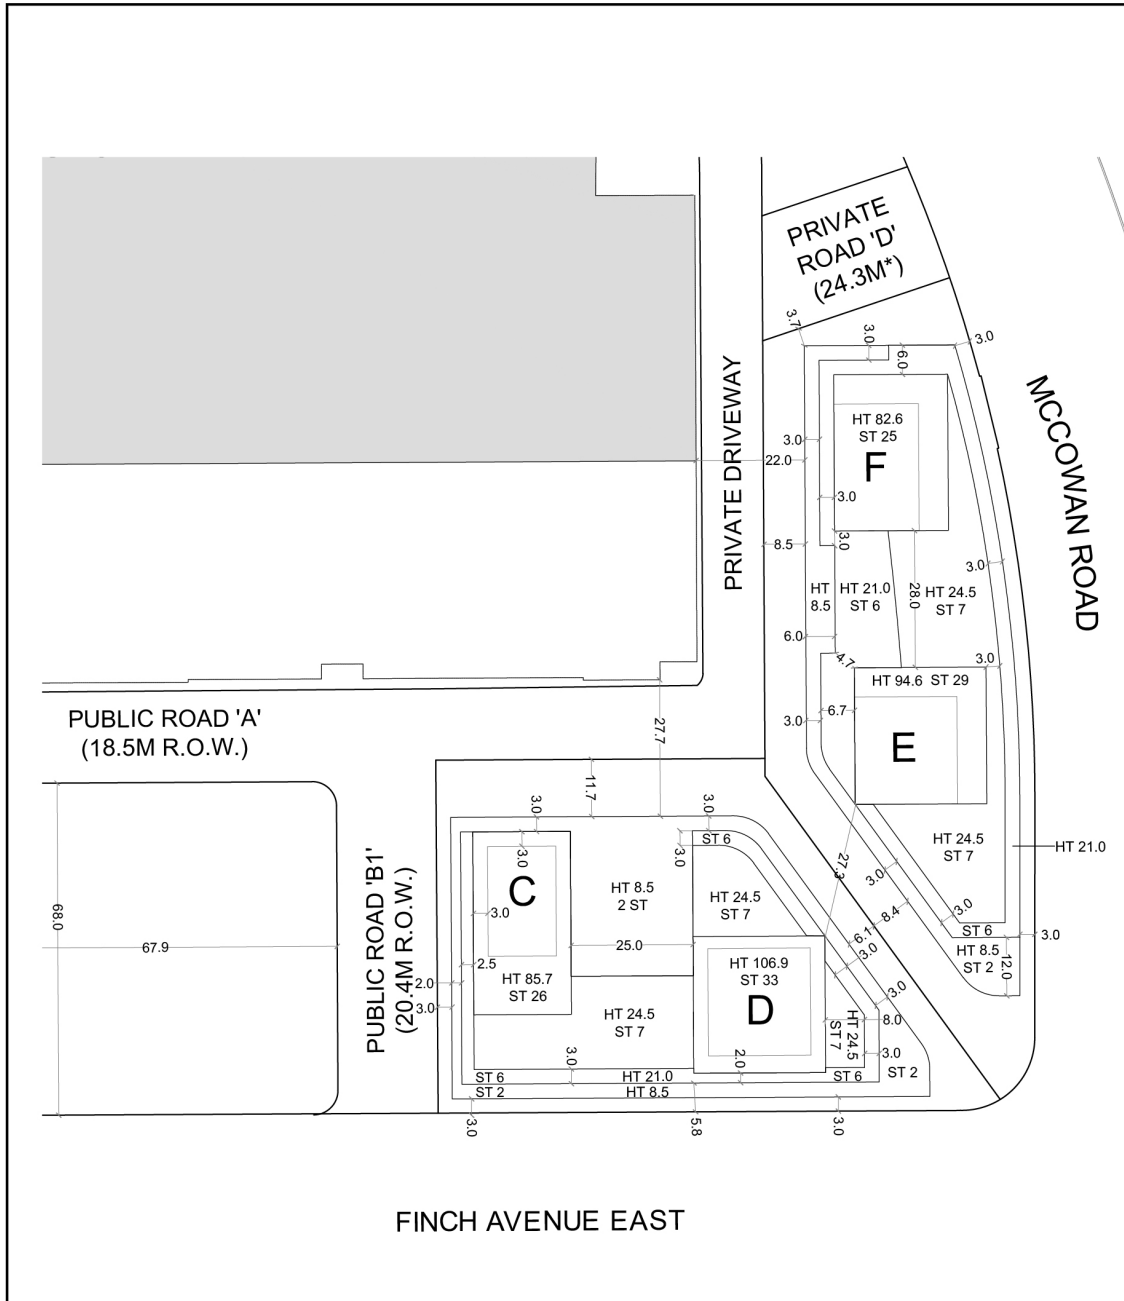 PRIVATE
ROAD 'D'
(24.3M*)
3.7
3.0
6.0
3.0
MCCOWAN ROAD
PRIVATE DRIVEWAY
HT 82.6
ST 25
F
3.0
22.0
3.0
8.5
3.0
3.0
HT
8.5
HT 21.0
ST 6
28.0
HT 24.5
ST 7
6.0
4.7
3.0
HT 94.6 ST 29
6.7
3.0
E
PUBLIC ROAD 'A'
(18.5M R.O.W.)
27.7
11.7
3.0
3.0
ST 6
3.0
3.0
C
HT 8.5
2 ST
HT 24.5
ST 7
27.3
HT 24.5
ST 7
HT 21.0
3.0
3.0
8.4
6.1
3.0
ST 6
HT 8.5
ST 2
12.0
3.0
PUBLIC ROAD 'B1'
(20.4M R.O.W.)
68.0
67.9
3.0
25.0
2.5
2.0
3.0
HT 85.7
ST 26
HT 106.9
ST 33
D
3.0
HT 24.5
ST 7
8.0
HT 24.5
ST 7
3.0
3.0
2.0
ST 6
HT 21.0
ST 6
ST 2
ST 2
HT 8.5
3.0
5.8
3.0
FINCH AVENUE EAST